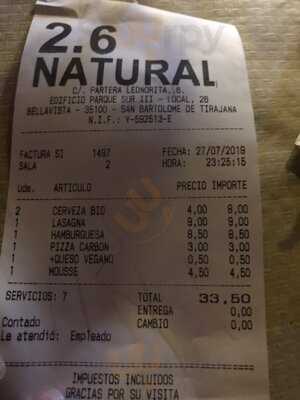 2.6
NATURAL
C/. PARTERA LEONORITA, 8.
EDIFICIO PARQUE SUR III - LOCAL, 26
BELLAVISTA - 35100 - SAN BARTOLOME DE TIRAJANA
N.I.F: Y-592513-E
FACTURA SI 1497 FECHA: 27/07/2019
SALA 2 HORA: 23:25:15
Uds. ARTICULO PRECIO IMPORTE
2 CERVEZA BIO 4,00 8,00
1 LASAGNA 9,00 9,00
1 HAMBURGUESA 8,50 8,50
1 PIZZA CARBON 3,00 3,00
1 +QUESO VEGANO 0,50 0,50
1 MOUSSE 4,50 4,50
SERVICIOS: 7 TOTAL 33,50
ENTREGA 0,00
Contado CAMBIO 0,00
Le atendió: Empleado
IMPUESTOS INCLUIDOS
GRACIAS POR SU VISITA